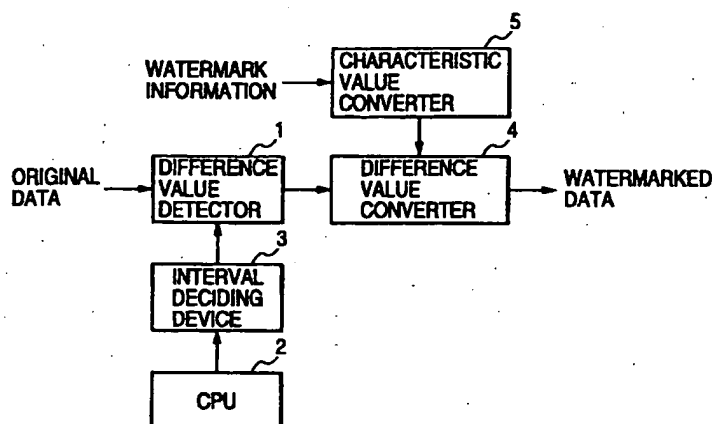 5
WATERMARK
INFORMATION
CHARACTERISTIC
VALUE
CONVERTER
1
4
ORIGINAL
DATA
DIFFERENCE
VALUE
DETECTOR
DIFFERENCE
VALUE
CONVERTER
WATERMARKED
DATA
3
INTERVAL
DECIDING
DEVICE
2
CPU